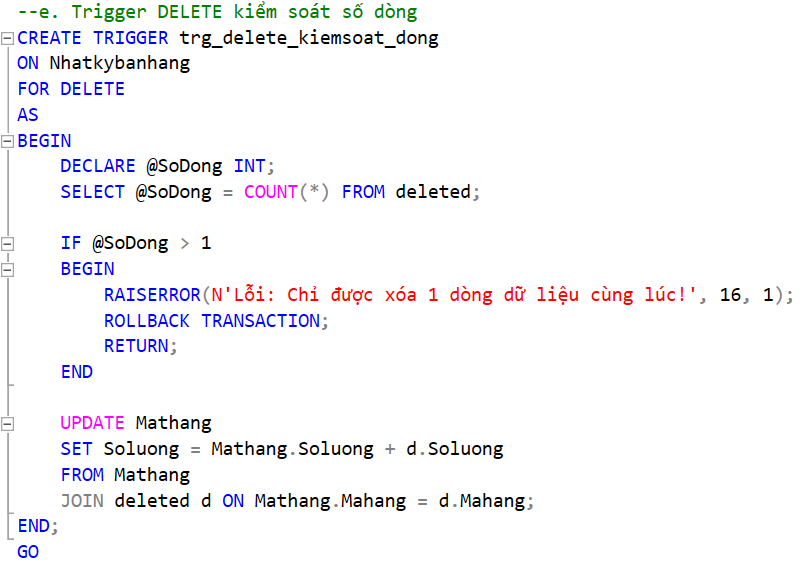 --e. Trigger DELETE kiểm soát số dòng
CREATE TRIGGER trg_delete_kiemsoat_dong
ON Nhatkybanhang
FOR DELETE
AS
BEGIN
    DECLARE @SoDong INT;
    SELECT @SoDong = COUNT(*) FROM deleted;

    IF @SoDong > 1
    BEGIN
        RAISERROR(N'Lỗi: Chỉ được xóa 1 dòng dữ liệu cùng lúc!', 16, 1);
        ROLLBACK TRANSACTION;
        RETURN;
    END

    UPDATE Mathang
    SET Soluong = Mathang.Soluong + d.Soluong
    FROM Mathang
    JOIN deleted d ON Mathang.Mahang = d.Mahang;
END;
GO